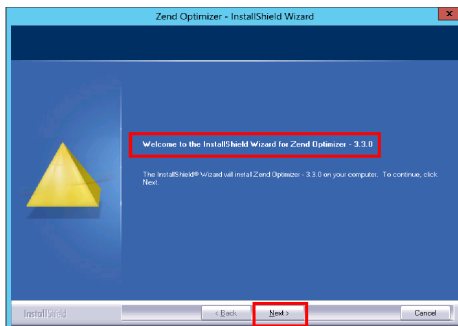 Zend Optimizer - InstallShield Wizard
x
Welcome to the InstallShield Wizard for Zend Optimizer - 3.3.0
The InstallShield® Wizard will install Zend Optimizer - 3.3.0 on your computer. To continue, click
Next.
InstallShield
< Back
Next >
Cancel